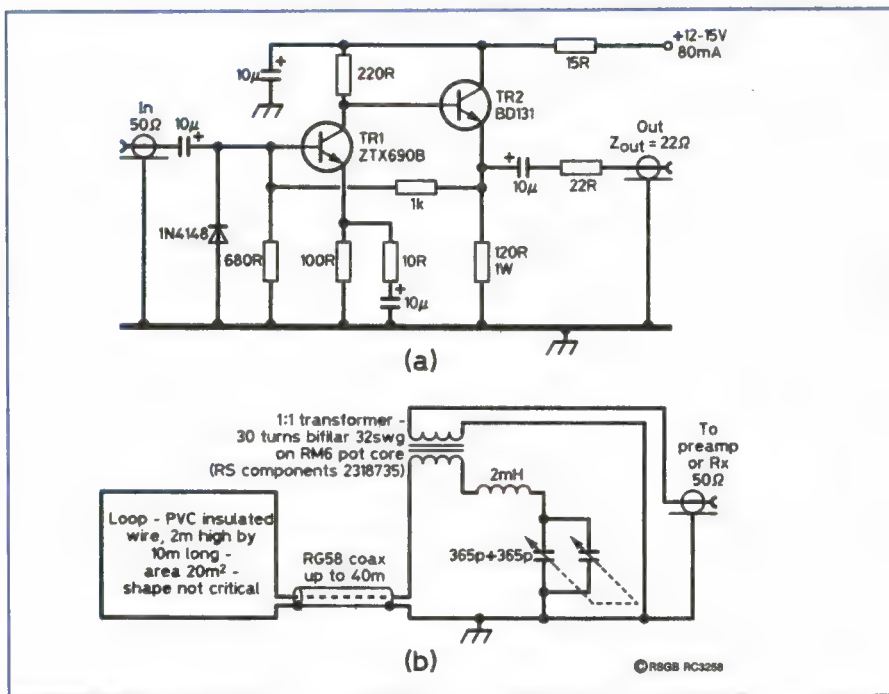 +12-15V
80mA
10μ
+
220R
15R
In
50Ω
10μ
+
TR2
BD131
TR1
ZTX690B
Out
Zout = 22Ω
+
10μ
22R
1k
1N4148
680R
100R
10R
+
10μ
120R
1W
(a)
1:1 transformer -
30 turns bifilar 32swg
on RM6 pot core
(RS components 2318735)
To
preamp
or Rx
50Ω
2mH
Loop - PVC insulated
wire, 2m high by
10m long -
area 20m² -
shape not critical
RG58 coax
up to 40m
365p+365p
(b)
©RSGB RC3258